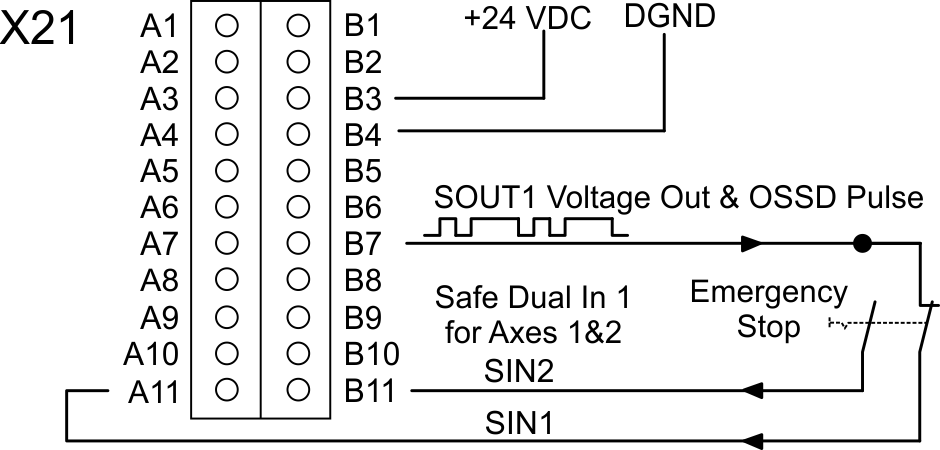 X21
A1 B1
A2 B2
A3 B3
A4 B4
A5 B5
A6 B6
A7 B7
A8 B8
A9 B9
A10 B10
A11 B11
+24 VDC DGND
SOUT1 Voltage Out & OSSD Pulse
Safe Dual In 1
for Axes 1&2
Emergency
Stop
SIN2
SIN1